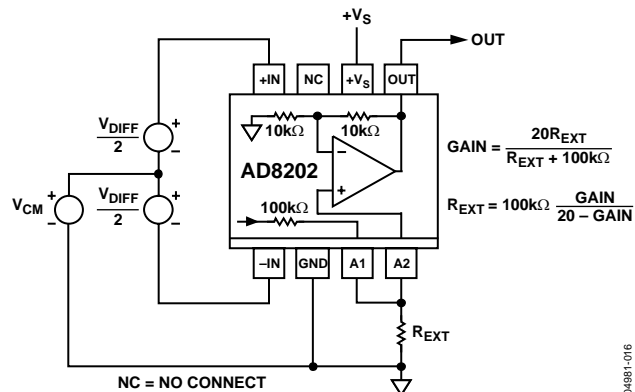 +VS
OUT
+IN
NC
+VS
OUT
VDIFF
2
+
–
10kΩ
10kΩ
–
+
AD8202
GAIN = 20REXT
REXT + 100kΩ
VCM
+
–
VDIFF
2
+
–
100kΩ
REXT = 100kΩ GAIN
20 – GAIN
–IN
GND
A1
A2
REXT
NC = NO CONNECT
04981-016